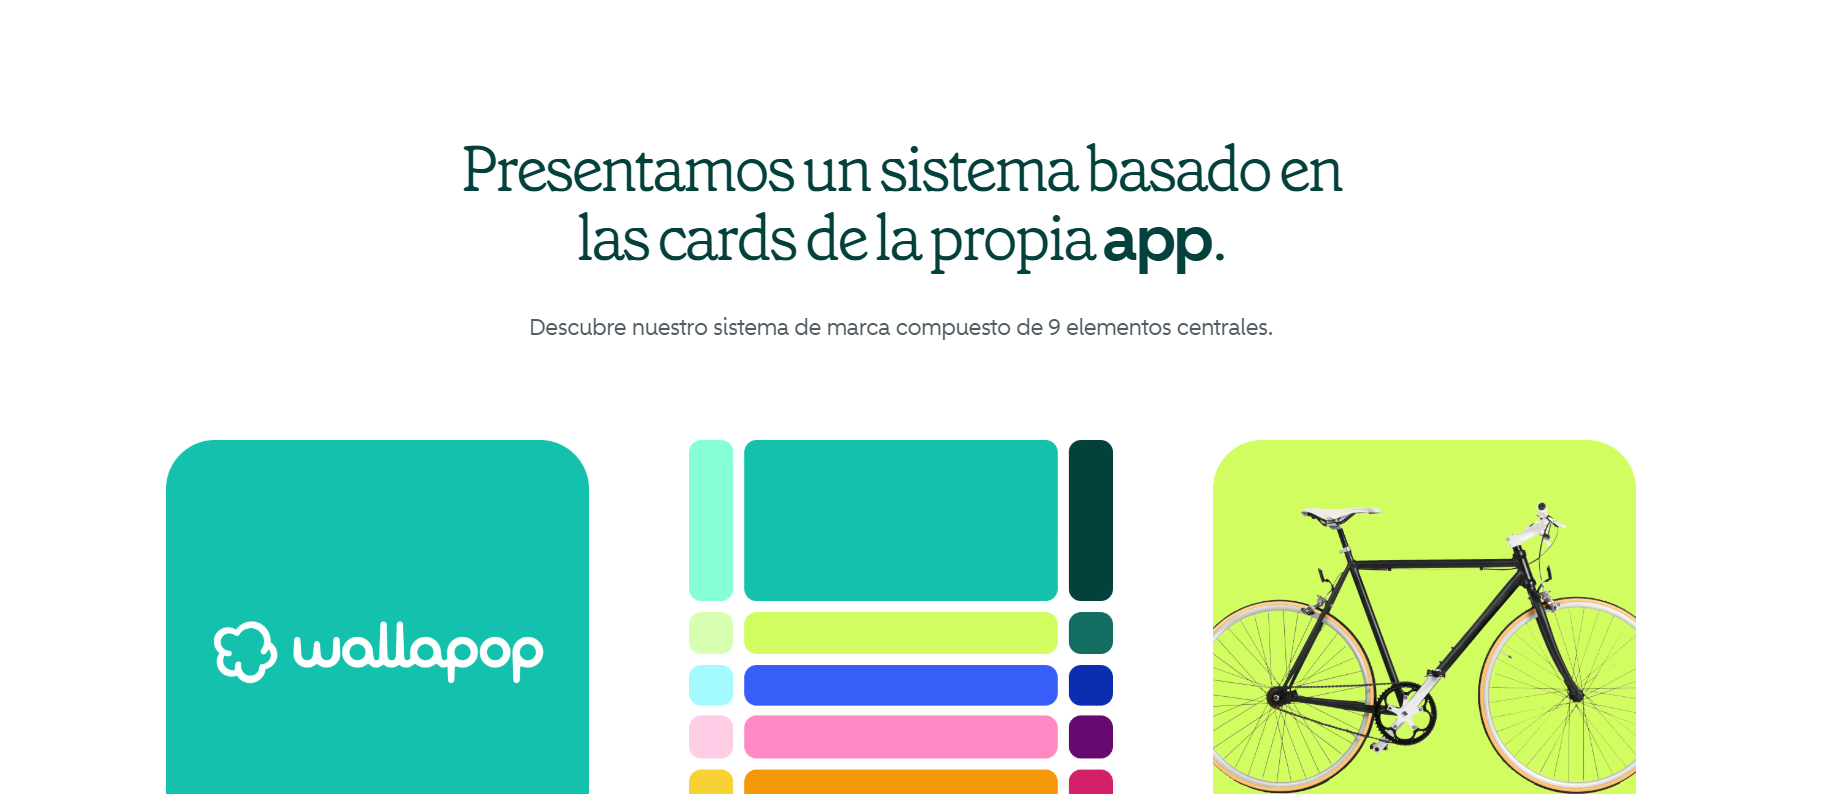 Presentamos un sistema basado en
las cards de la propia app.
Descubre nuestro sistema de marca compuesto de 9 elementos centrales.
wallapop